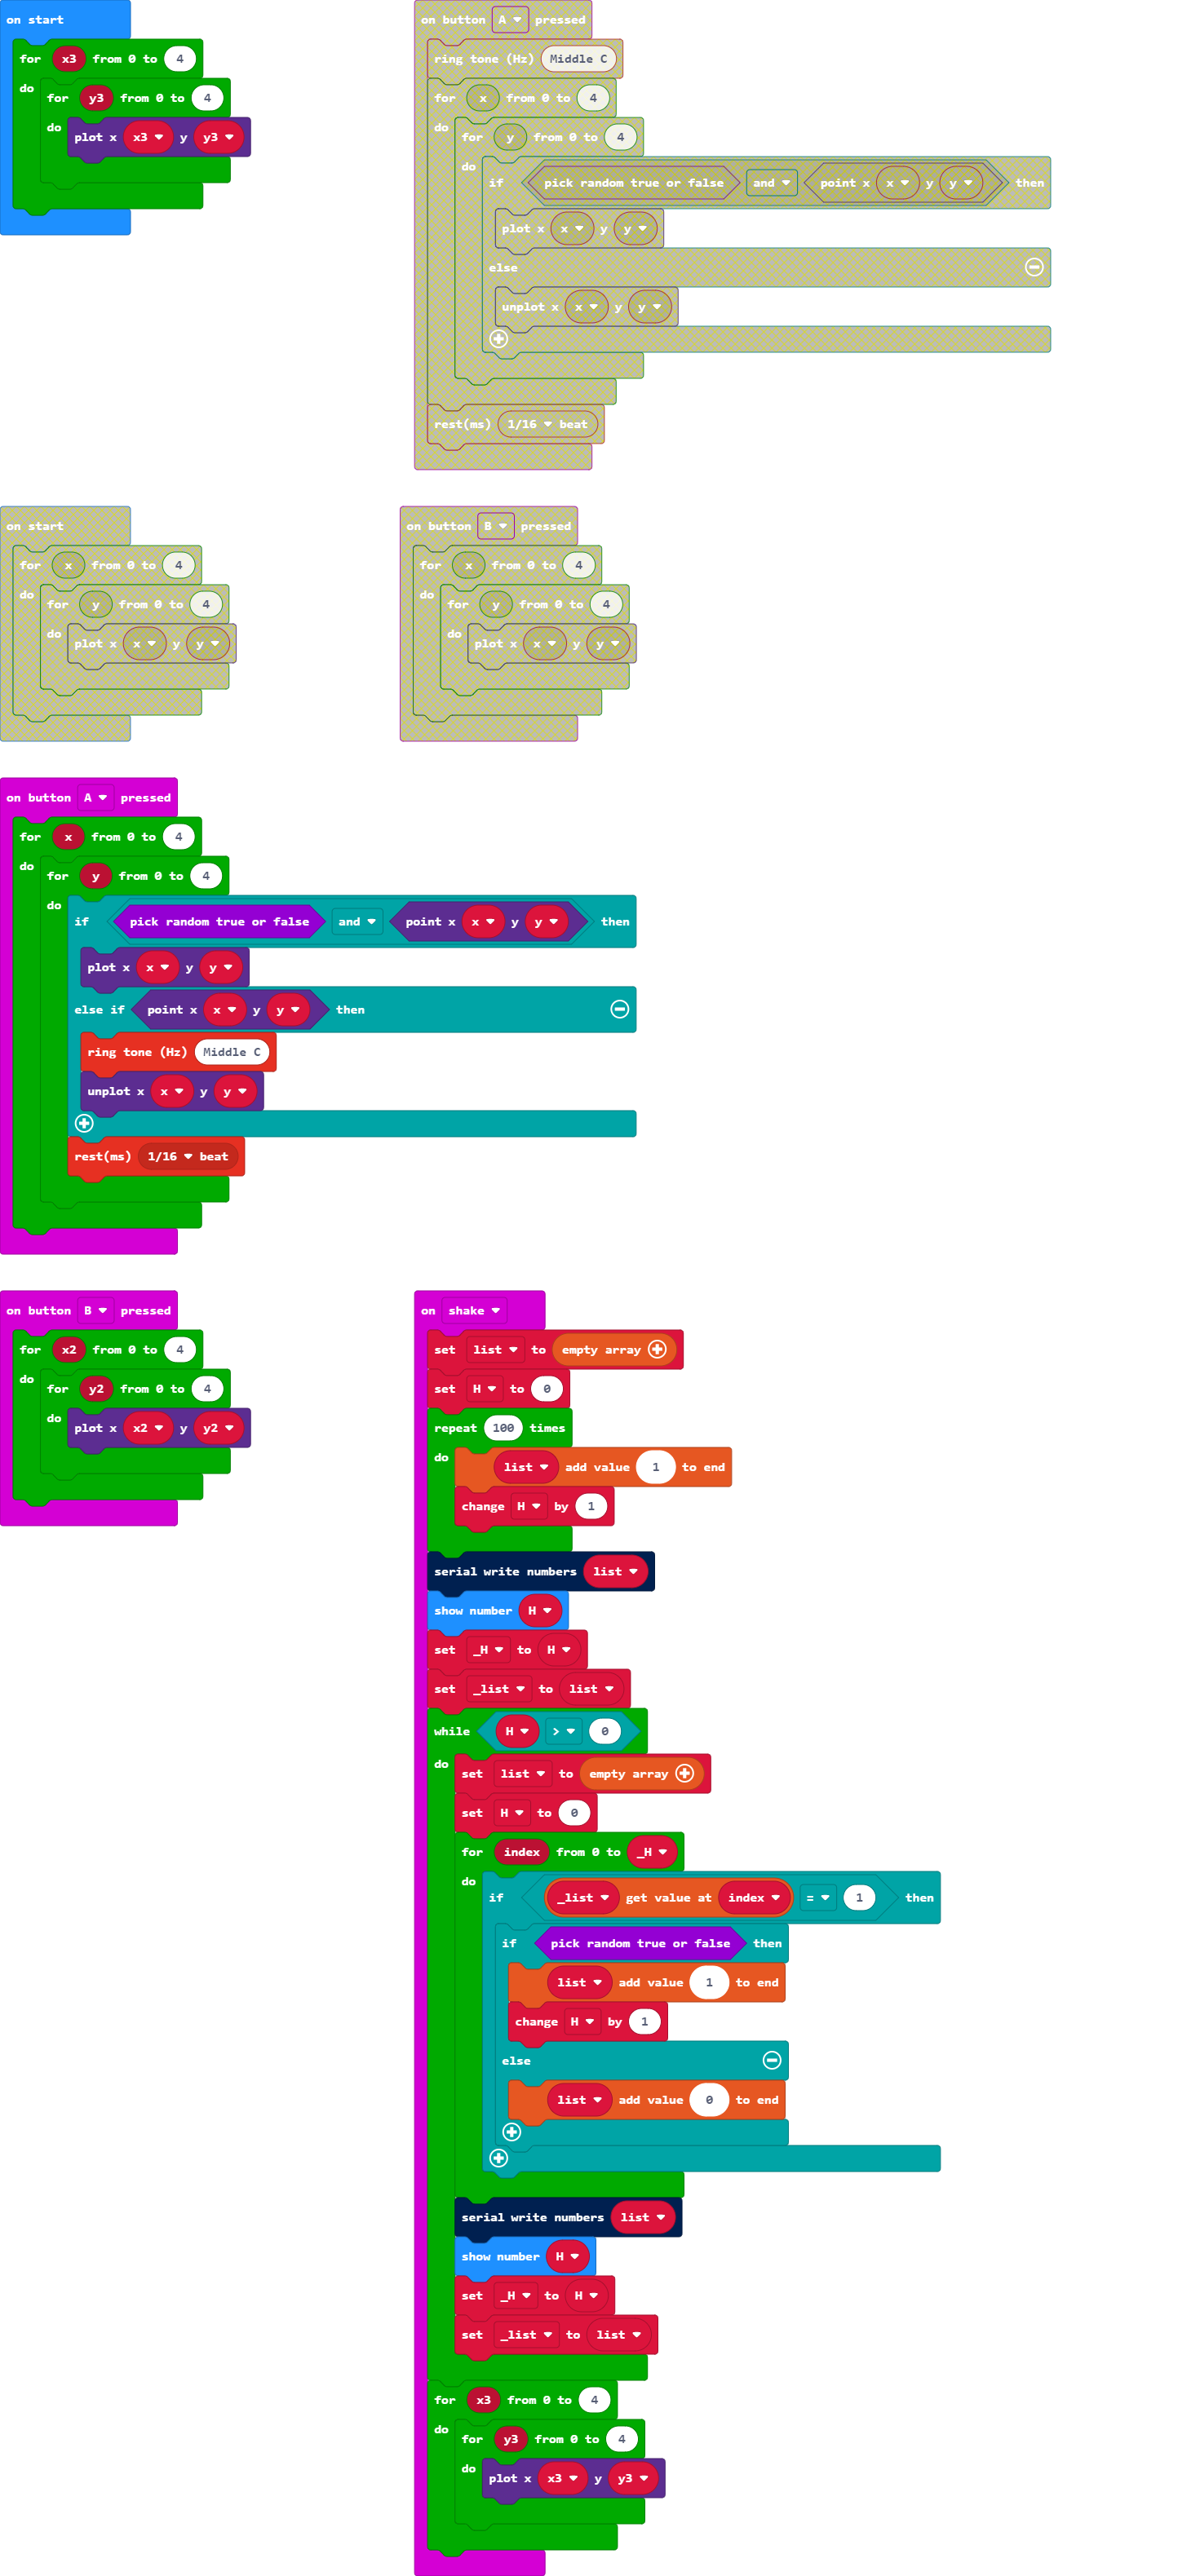 on start
for x3 from 0 to 4
do
for y3 from 0 to 4
do
plot x x3 y y3
on button A pressed
ring tone (Hz) Middle C
for x from 0 to 4
do
for y from 0 to 4
do
if pick random true or false and point x x y y then
plot x x y y
else
unplot x x y y
rest(ms) 1/16 beat
on start
for x from 0 to 4
do
for y from 0 to 4
do
plot x x y y
on button B pressed
for x from 0 to 4
do
for y from 0 to 4
do
plot x x y y
on button A pressed
for x from 0 to 4
do
for y from 0 to 4
do
if pick random true or false and point x x y y then
plot x x y y
else if point x x y y then
ring tone (Hz) Middle C
unplot x x y y
rest(ms) 1/16 beat
on button B pressed
for x2 from 0 to 4
do
for y2 from 0 to 4
do
plot x x2 y y2
on shake
set list to empty array
set H to 0
repeat 100 times
do
list add value 1 to end
change H by 1
serial write numbers list
show number H
set _H to H
set _list to list
while H > 0
do
set list to empty array
set H to 0
for index from 0 to _H
do
if _list get value at index = 1 then
if pick random true or false then
list add value 1 to end
change H by 1
else
list add value 0 to end
serial write numbers list
show number H
set _H to H
set _list to list
for x3 from 0 to 4
do
for y3 from 0 to 4
do
plot x x3 y y3